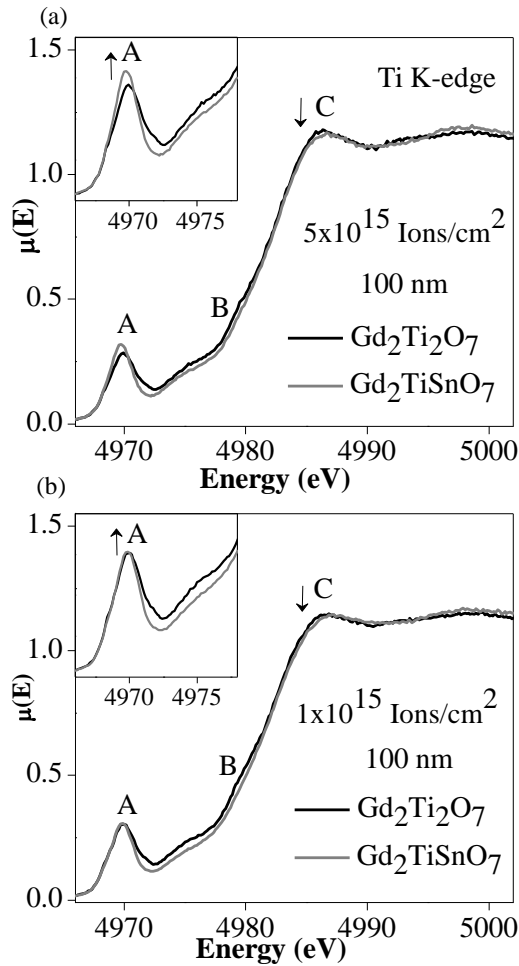 (a)
1.5
A
Ti K-edge
C
4970 4975
1.0
μ(E)
5x10^15 Ions/cm^2
100 nm
0.5
B
A
Gd2Ti2O7
Gd2TiSnO7
0.0
4970 4980 4990 5000
Energy (eV)
(b)
1.5
A
C
4970 4975
1.0
μ(E)
1x10^15 Ions/cm^2
100 nm
0.5
B
A
Gd2Ti2O7
Gd2TiSnO7
0.0
4970 4980 4990 5000
Energy (eV)